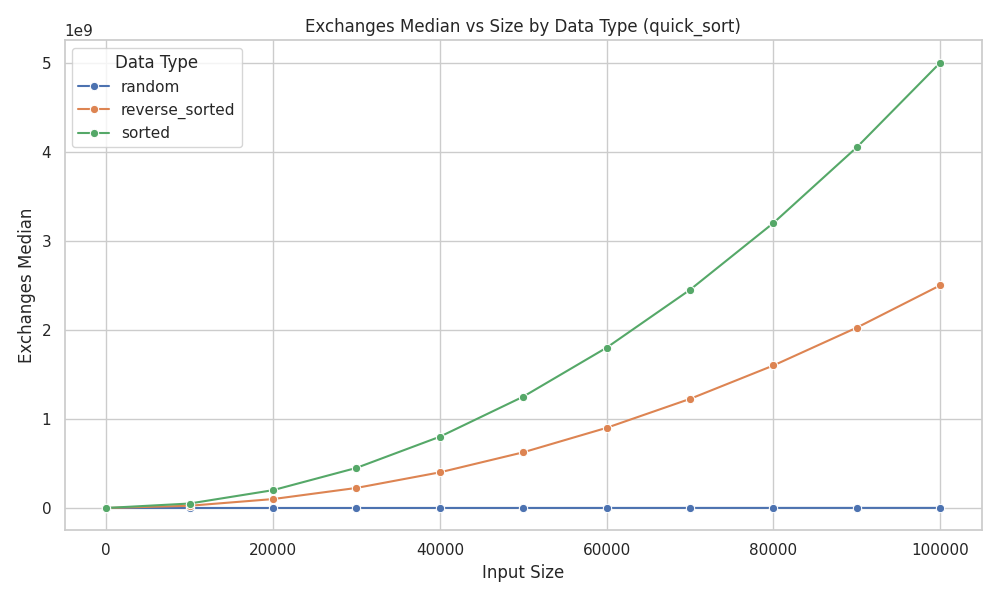 Exchanges Median vs Size by Data Type (quick_sort)
1e9
Data Type
random
reverse_sorted
sorted
5
4
3
2
1
0
Exchanges Median
0 20000 40000 60000 80000 100000
Input Size